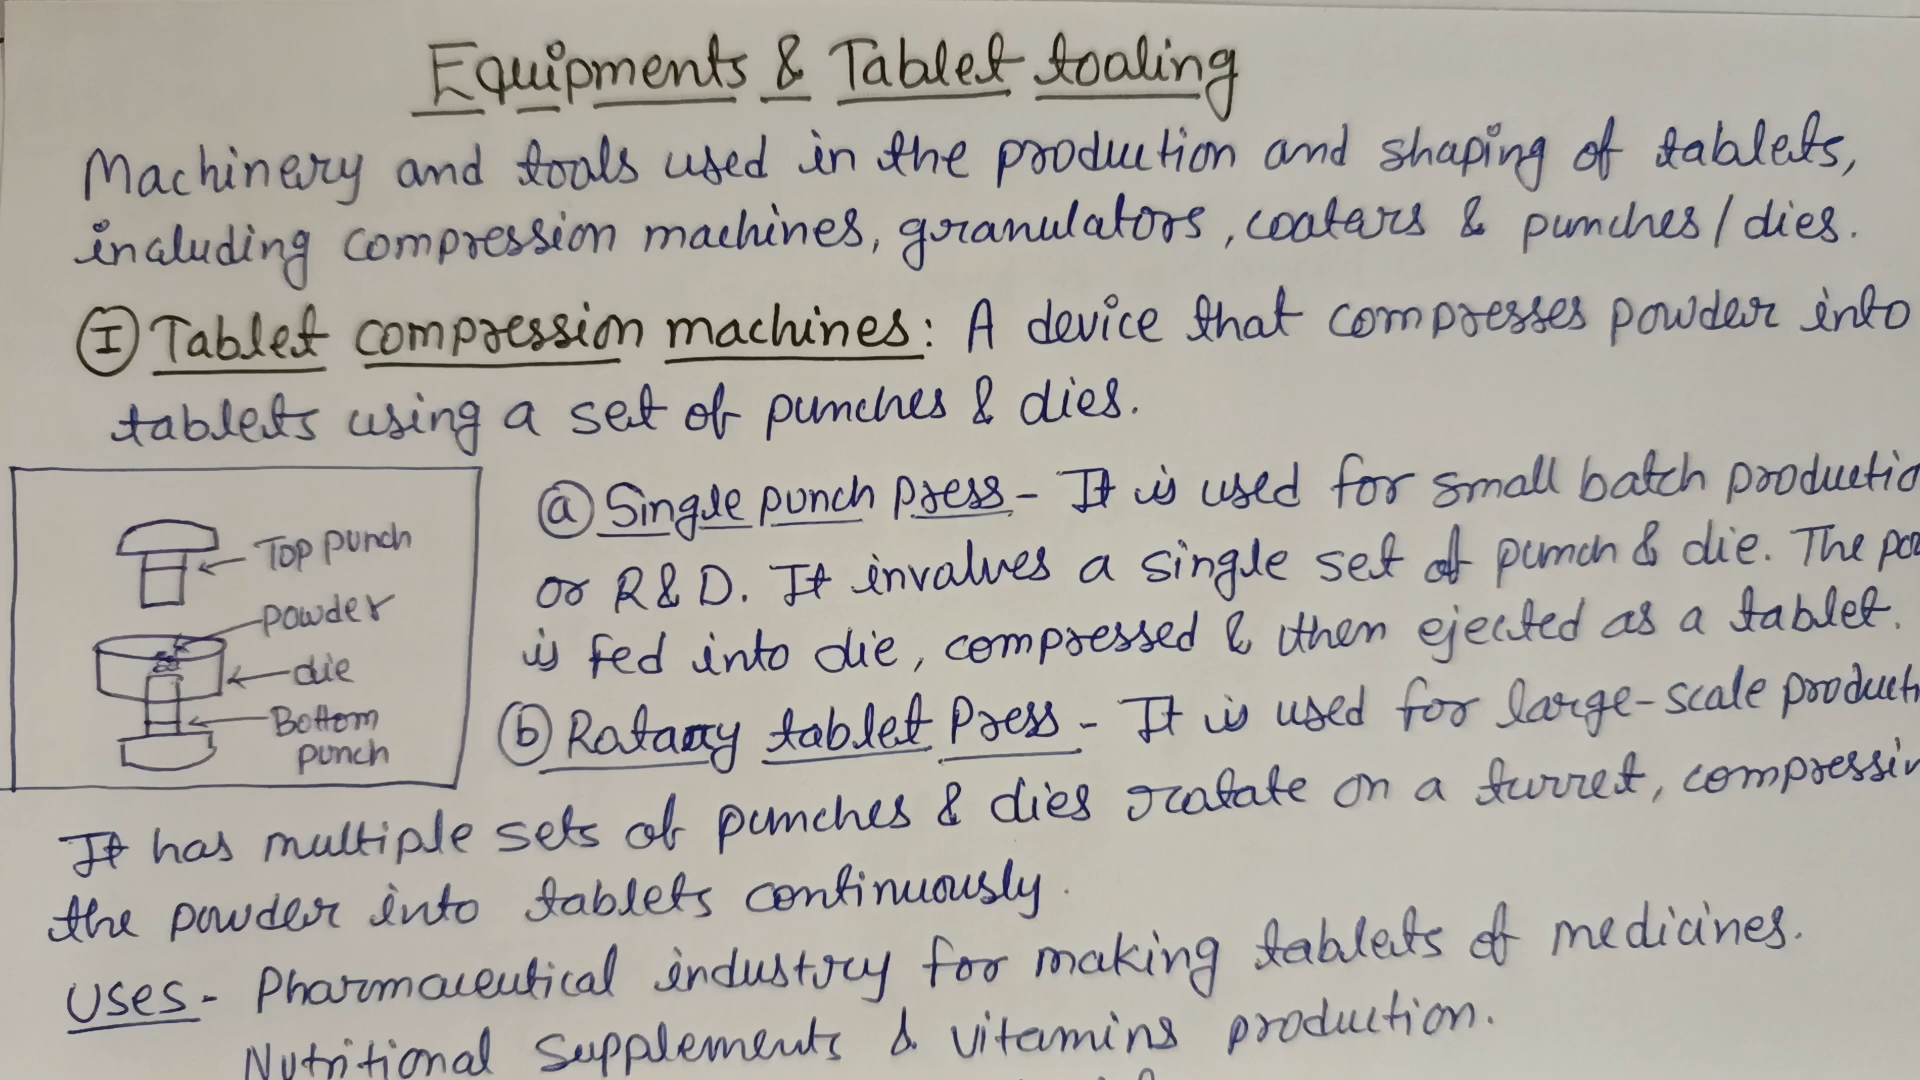 Equipments & Tablet tooling
Machinery and tools used in the production and shaping of tablets,
including compression machines, granulators, coaters & punches/dies.
I Tablet compression machines: A device that compresses powder into
tablets using a set of punches & dies.
a Single punch press - It is used for small batch productio
or R&D. It involves a single set of punch & die. The po
is fed into die, compressed & then ejected as a tablet.
b Rotary tablet press - It is used for large-scale producti
Top punch
powder
die
Bottom
punch
It has multiple sets of punches & dies rotate on a turret, compressin
the powder into tablets continuously.
Uses - Pharmaceutical industry for making tablets of medicines.
Nutritional supplements & vitamins production.